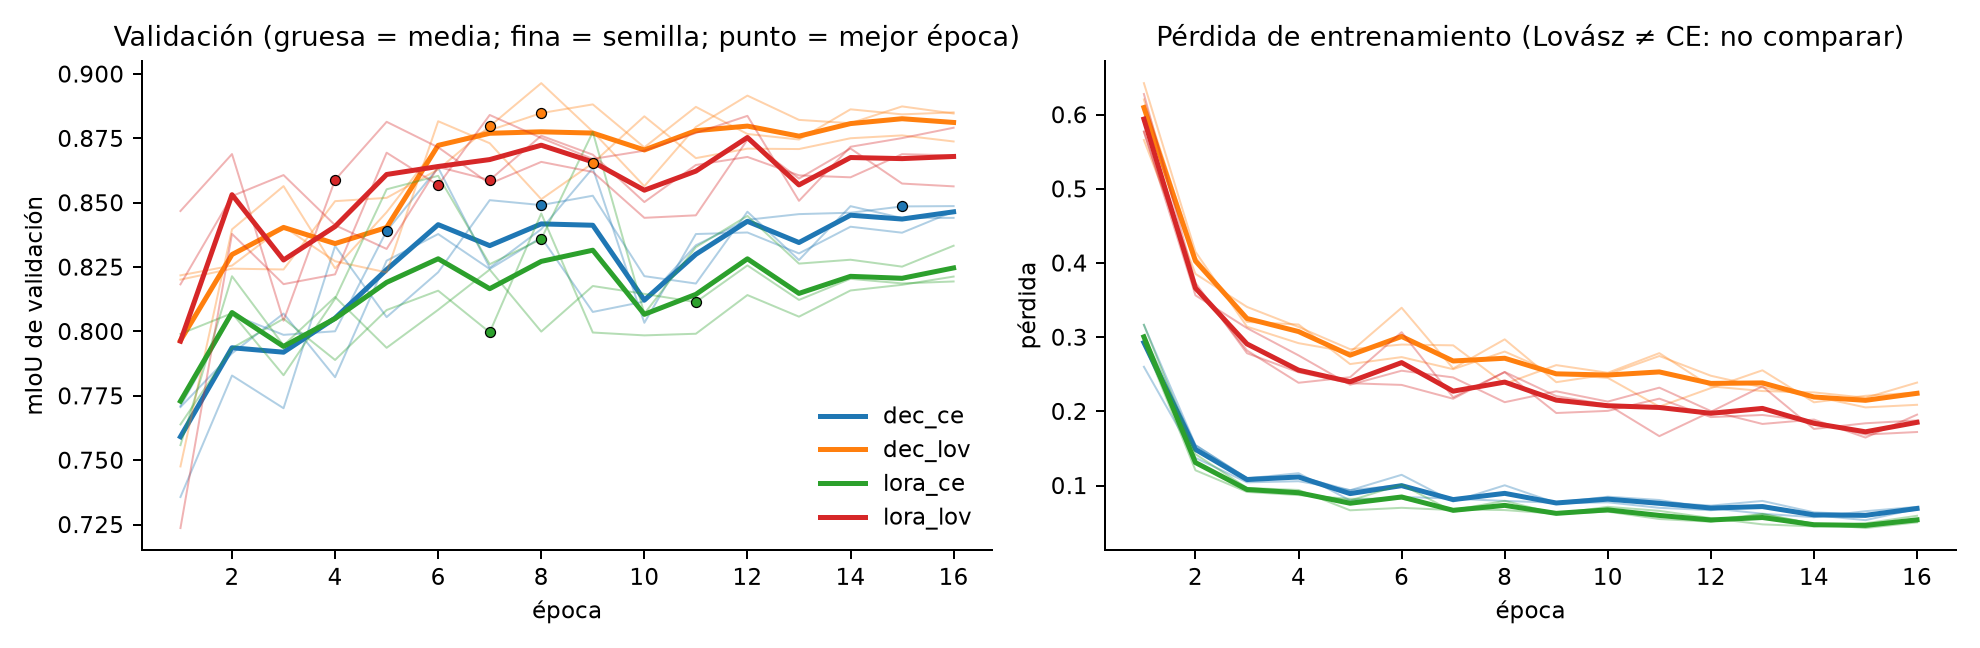 Validación (gruesa = media; fina = semilla; punto = mejor época)
mIoU de validación
0.900
0.875
0.850
0.825
0.800
0.775
0.750
0.725
2 4 6 8 10 12 14 16
época
dec_ce
dec_lov
lora_ce
lora_lov
Pérdida de entrenamiento (Lovász ≠ CE: no comparar)
pérdida
0.6
0.5
0.4
0.3
0.2
0.1
2 4 6 8 10 12 14 16
época